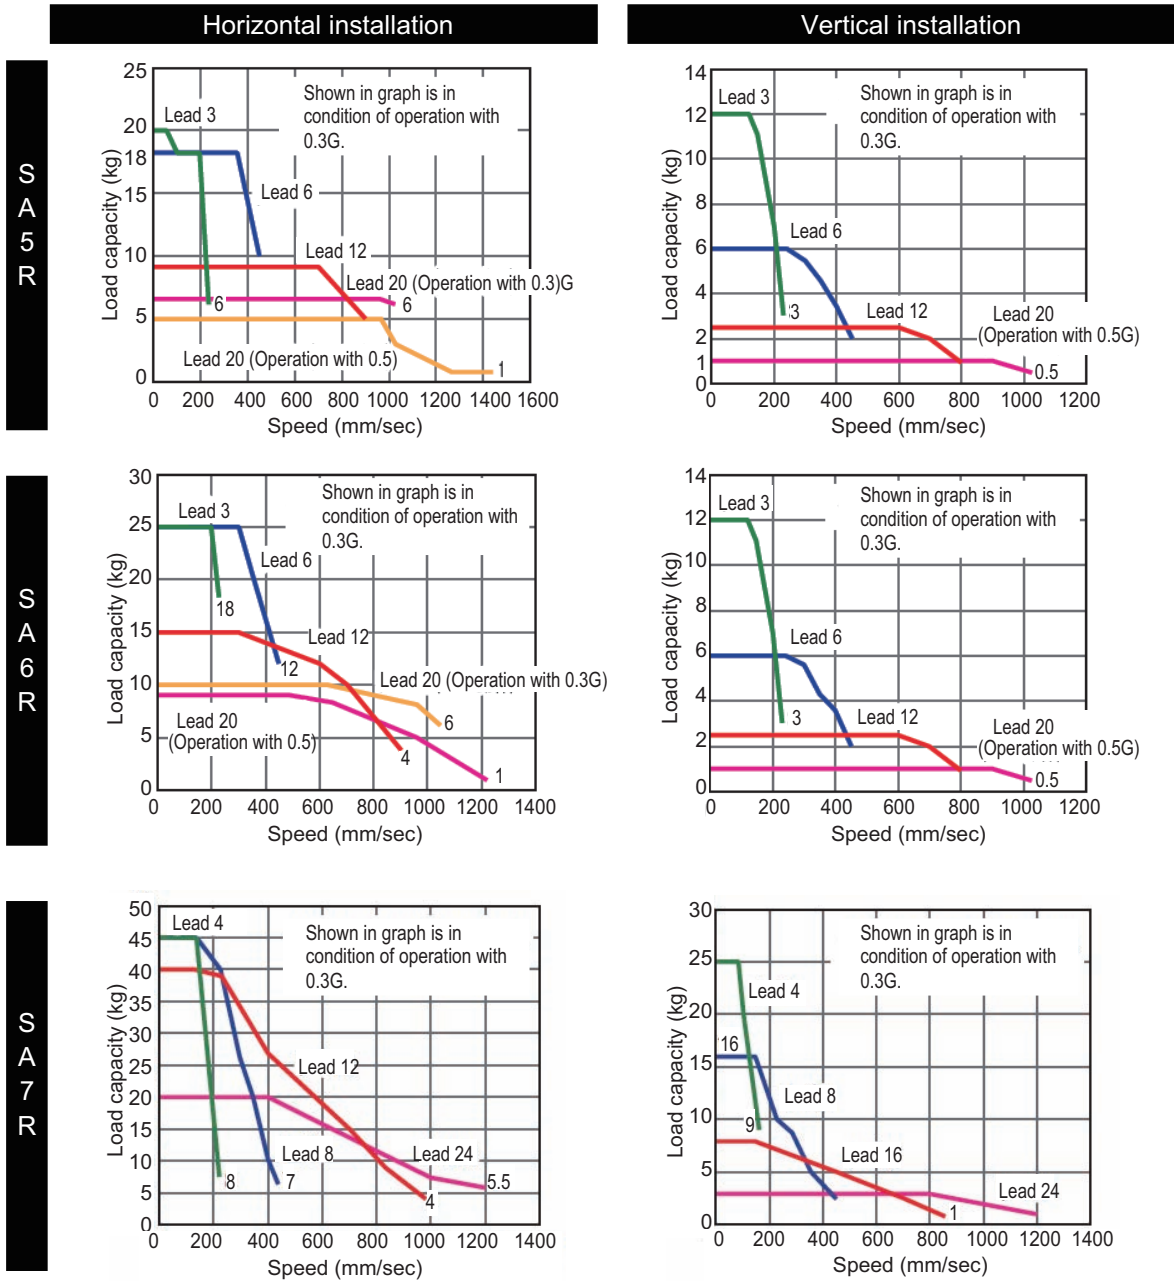 Horizontal installation
Vertical installation
S
A
5
R
25
20
18
15
10
5
0
Load capacity (kg)
Lead 3
Shown in graph is in
condition of operation with
0.3G.
Lead 6
Lead 12
Lead 20 (Operation with 0.3)G
6
6
Lead 20 (Operation with 0.5)
1
0 200 400 600 800 1000 1200 1400 1600
Speed (mm/sec)
14
12
10
8
6
4
2
1
0
Load capacity (kg)
Lead 3
Shown in graph is in
condition of operation with
0.3G.
Lead 6
3
Lead 12
Lead 20
(Operation with 0.5G)
0.5
0 200 400 600 800 1000 1200
Speed (mm/sec)
S
A
6
R
30
25
20
15
10
5
0
Load capacity (kg)
Lead 3
Shown in graph is in
condition of operation with
0.3G.
Lead 6
18
Lead 12
12
Lead 20 (Operation with 0.3G)
6
Lead 20
(Operation with 0.5)
4
1
0 200 400 600 800 1000 1200 1400
Speed (mm/sec)
14
12
10
8
6
4
2
0
Load capacity (kg)
Lead 3
Shown in graph is in
condition of operation with
0.3G.
Lead 6
3
Lead 12
Lead 20
(Operation with 0.5G)
0.5
0 200 400 600 800 1000 1200
Speed (mm/sec)
S
A
7
R
50
45
40
35
30
25
20
15
10
5
0
Load capacity (kg)
Lead 4
Shown in graph is in
condition of operation with
0.3G.
Lead 12
Lead 8
Lead 24
8
7
5.5
4
0 200 400 600 800 1000 1200 1400
Speed (mm/sec)
30
25
20
15
10
5
0
Load capacity (kg)
Shown in graph is in
condition of operation with
0.3G.
Lead 4
16
Lead 8
9
Lead 16
Lead 24
1
0 200 400 600 800 1000 1200 1400
Speed (mm/sec)